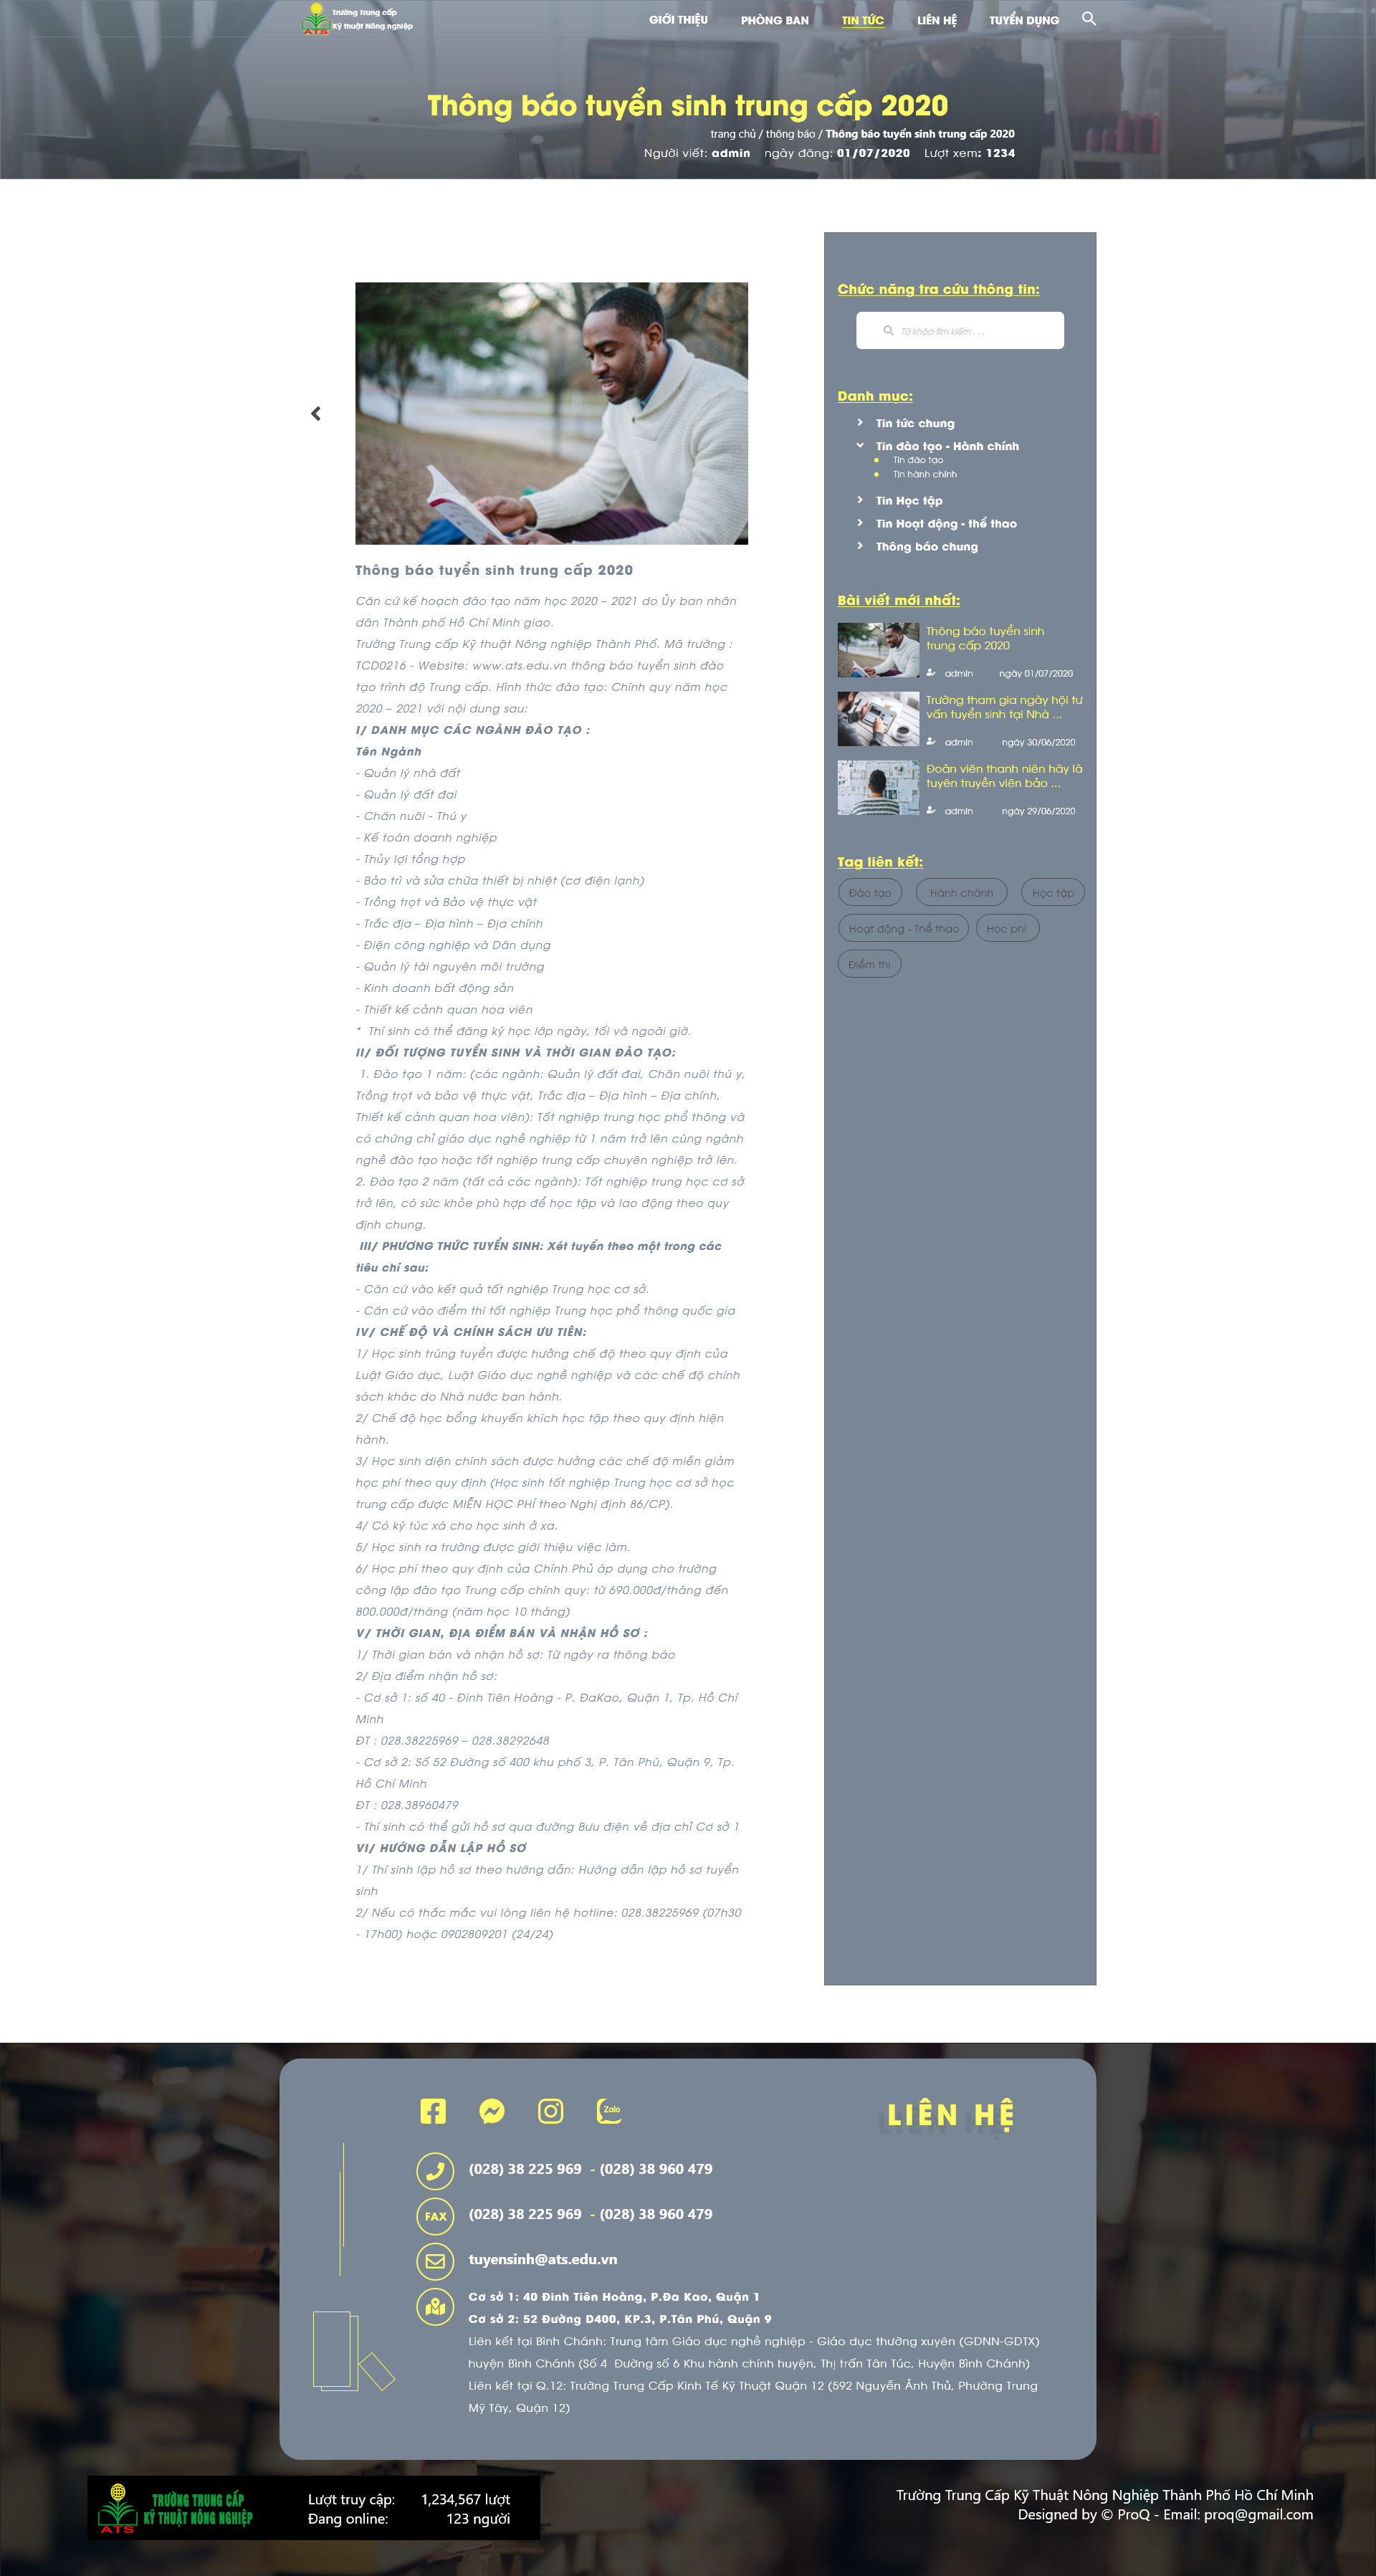 Trường Trung cấp
Kỹ thuật Nông nghiệp
ATS
GIỚI THIỆU PHÒNG BAN TIN TỨC LIÊN HỆ TUYỂN DỤNG
Thông báo tuyển sinh trung cấp 2020
trang chủ / thông báo / Thông báo tuyển sinh trung cấp 2020
Người viết: admin ngày đăng: 01/07/2020 Lượt xem: 1234
Thông báo tuyển sinh trung cấp 2020
Căn cứ kế hoạch đào tạo năm học 2020 – 2021 do Ủy ban nhân
dân Thành phố Hồ Chí Minh giao.
Trường Trung cấp Kỹ thuật Nông nghiệp Thành Phố. Mã trường :
TCD0216 - Website: www.ats.edu.vn thông báo tuyển sinh đào
tạo trình độ Trung cấp. Hình thức đào tạo: Chính quy năm học
2020 – 2021 với nội dung sau:
I/ DANH MỤC CÁC NGÀNH ĐÀO TẠO :
Tên Ngành
- Quản lý nhà đất
- Quản lý đất đai
- Chăn nuôi - Thú y
- Kế toán doanh nghiệp
- Thủy lợi tổng hợp
- Bảo trì và sửa chữa thiết bị nhiệt (cơ điện lạnh)
- Trồng trọt và Bảo vệ thực vật
- Trắc địa – Địa hình – Địa chính
- Điện công nghiệp và Dân dụng
- Quản lý tài nguyên môi trường
- Kinh doanh bất động sản
- Thiết kế cảnh quan hoa viên
* Thí sinh có thể đăng ký học lớp ngày, tối và ngoài giờ.
II/ ĐỐI TƯỢNG TUYỂN SINH VÀ THỜI GIAN ĐÀO TẠO:
1. Đào tạo 1 năm: (các ngành: Quản lý đất đai, Chăn nuôi thú y,
Trồng trọt và bảo vệ thực vật, Trắc địa – Địa hình – Địa chính,
Thiết kế cảnh quan hoa viên): Tốt nghiệp trung học phổ thông và
có chứng chỉ giáo dục nghề nghiệp từ 1 năm trở lên cùng ngành
nghề đào tạo hoặc tốt nghiệp trung cấp chuyên nghiệp trở lên.
2. Đào tạo 2 năm (tất cả các ngành): Tốt nghiệp trung học cơ sở
trở lên, có sức khỏe phù hợp để học tập và lao động theo quy
định chung.
III/ PHƯƠNG THỨC TUYỂN SINH: Xét tuyển theo một trong các
tiêu chí sau:
- Căn cứ vào kết quả tốt nghiệp Trung học cơ sở.
- Căn cứ vào điểm thi tốt nghiệp Trung học phổ thông quốc gia
IV/ CHẾ ĐỘ VÀ CHÍNH SÁCH ƯU TIÊN:
1/ Học sinh trúng tuyển được hưởng chế độ theo quy định của
Luật Giáo dục, Luật Giáo dục nghề nghiệp và các chế độ chính
sách khác do Nhà nước ban hành.
2/ Chế độ học bổng khuyến khích học tập theo quy định hiện
hành.
3/ Học sinh diện chính sách được hưởng các chế độ miễn giảm
học phí theo quy định (Học sinh tốt nghiệp Trung học cơ sở học
trung cấp được MIỄN HỌC PHÍ theo Nghị định 86/CP).
4/ Có ký túc xá cho học sinh ở xa.
5/ Học sinh ra trường được giới thiệu việc làm.
6/ Học phí theo quy định của Chính Phủ áp dụng cho trường
công lập đào tạo Trung cấp chính quy: từ 690.000đ/tháng đến
800.000đ/tháng (năm học 10 tháng)
V/ THỜI GIAN, ĐỊA ĐIỂM BÁN VÀ NHẬN HỒ SƠ :
1/ Thời gian bán và nhận hồ sơ: Từ ngày ra thông báo
2/ Địa điểm nhận hồ sơ:
- Cơ sở 1: số 40 - Đinh Tiên Hoàng - P. ĐaKao, Quận 1, Tp. Hồ Chí
Minh
ĐT : 028.38225969 – 028.38292648
- Cơ sở 2: Số 52 Đường số 400 khu phố 3, P. Tân Phú, Quận 9, Tp.
Hồ Chí Minh
ĐT : 028.38960479
- Thí sinh có thể gửi hồ sơ qua đường Bưu điện về địa chỉ Cơ sở 1
VI/ HƯỚNG DẪN LẬP HỒ SƠ
1/ Thí sinh lập hồ sơ theo hướng dẫn: Hướng dẫn lập hồ sơ tuyển
sinh
2/ Nếu có thắc mắc vui lòng liên hệ hotline: 028.38225969 (07h30
- 17h00) hoặc 0902809201 (24/24)
Chức năng tra cứu thông tin:
Từ khóa tìm kiếm . . .
Danh mục:
Tin tức chung
Tin đào tạo - Hành chính
Tin đào tạo
Tin hành chính
Tin Học tập
Tin Hoạt động - thể thao
Thông báo chung
Bài viết mới nhất:
Thông báo tuyển sinh
trung cấp 2020
admin ngày 01/07/2020
Trường tham gia ngày hội tư
vấn tuyển sinh tại Nhà ...
admin ngày 30/06/2020
Đoàn viên thanh niên hãy là
tuyên truyền viên bảo ...
admin ngày 29/06/2020
Tag liên kết:
Đào tạo Hành chánh Học tập
Hoạt động - Thể thao Học phí
Điểm thi
Zalo
LIÊN HỆ
(028) 38 225 969 - (028) 38 960 479
FAX (028) 38 225 969 - (028) 38 960 479
tuyensinh@ats.edu.vn
Cơ sở 1: 40 Đinh Tiên Hoàng, P.Đa Kao, Quận 1
Cơ sở 2: 52 Đường D400, KP.3, P.Tân Phú, Quận 9
Liên kết tại Bình Chánh: Trung tâm Giáo dục nghề nghiệp - Giáo dục thường xuyên (GDNN-GDTX)
huyện Bình Chánh (Số 4 Đường số 6 Khu hành chính huyện, Thị trấn Tân Túc, Huyện Bình Chánh)
Liên kết tại Q.12: Trường Trung Cấp Kinh Tế Kỹ Thuật Quận 12 (592 Nguyễn Ảnh Thủ, Phường Trung
Mỹ Tây, Quận 12)
ATS
TRƯỜNG TRUNG CẤP
KỸ THUẬT NÔNG NGHIỆP
Lượt truy cập: 1,234,567 lượt
Đang online: 123 người
Trường Trung Cấp Kỹ Thuật Nông Nghiệp Thành Phố Hồ Chí Minh
Designed by © ProQ - Email: proq@gmail.com